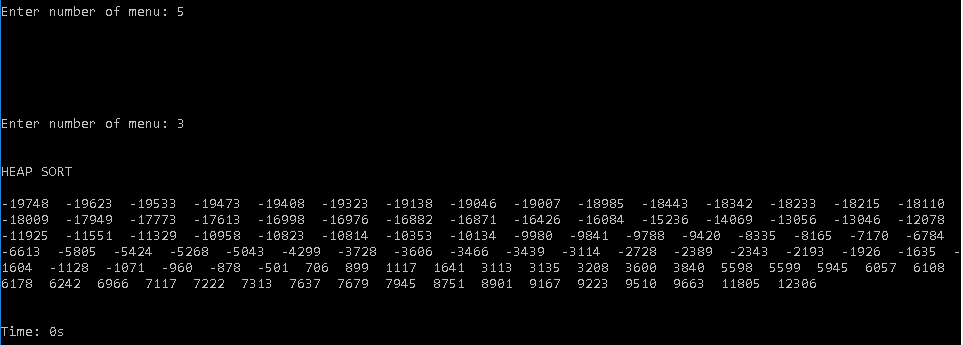 Enter number of menu: 5
Enter number of menu: 3
HEAP SORT
-19748 -19623 -19533 -19473 -19408 -19323 -19138 -19046 -19007 -18985 -18443 -18342 -18233 -18215 -18110
-18009 -17949 -17773 -17613 -16998 -16976 -16882 -16871 -16426 -16084 -15236 -14069 -13056 -13046 -12078
-11925 -11551 -11329 -10958 -10823 -10814 -10353 -10134 -9980 -9841 -9788 -9420 -8335 -8165 -7170 -6784
-6613 -5805 -5424 -5268 -5043 -4299 -3728 -3606 -3466 -3439 -3114 -2728 -2389 -2343 -2193 -1926 -1635 -
1604 -1128 -1071 -960 -878 -501 706 899 1117 1641 3113 3135 3208 3600 3840 5598 5599 5945 6057 6108
6178 6242 6966 7117 7222 7313 7637 7679 7945 8751 8901 9167 9223 9510 9663 11805 12306
Time: 0s